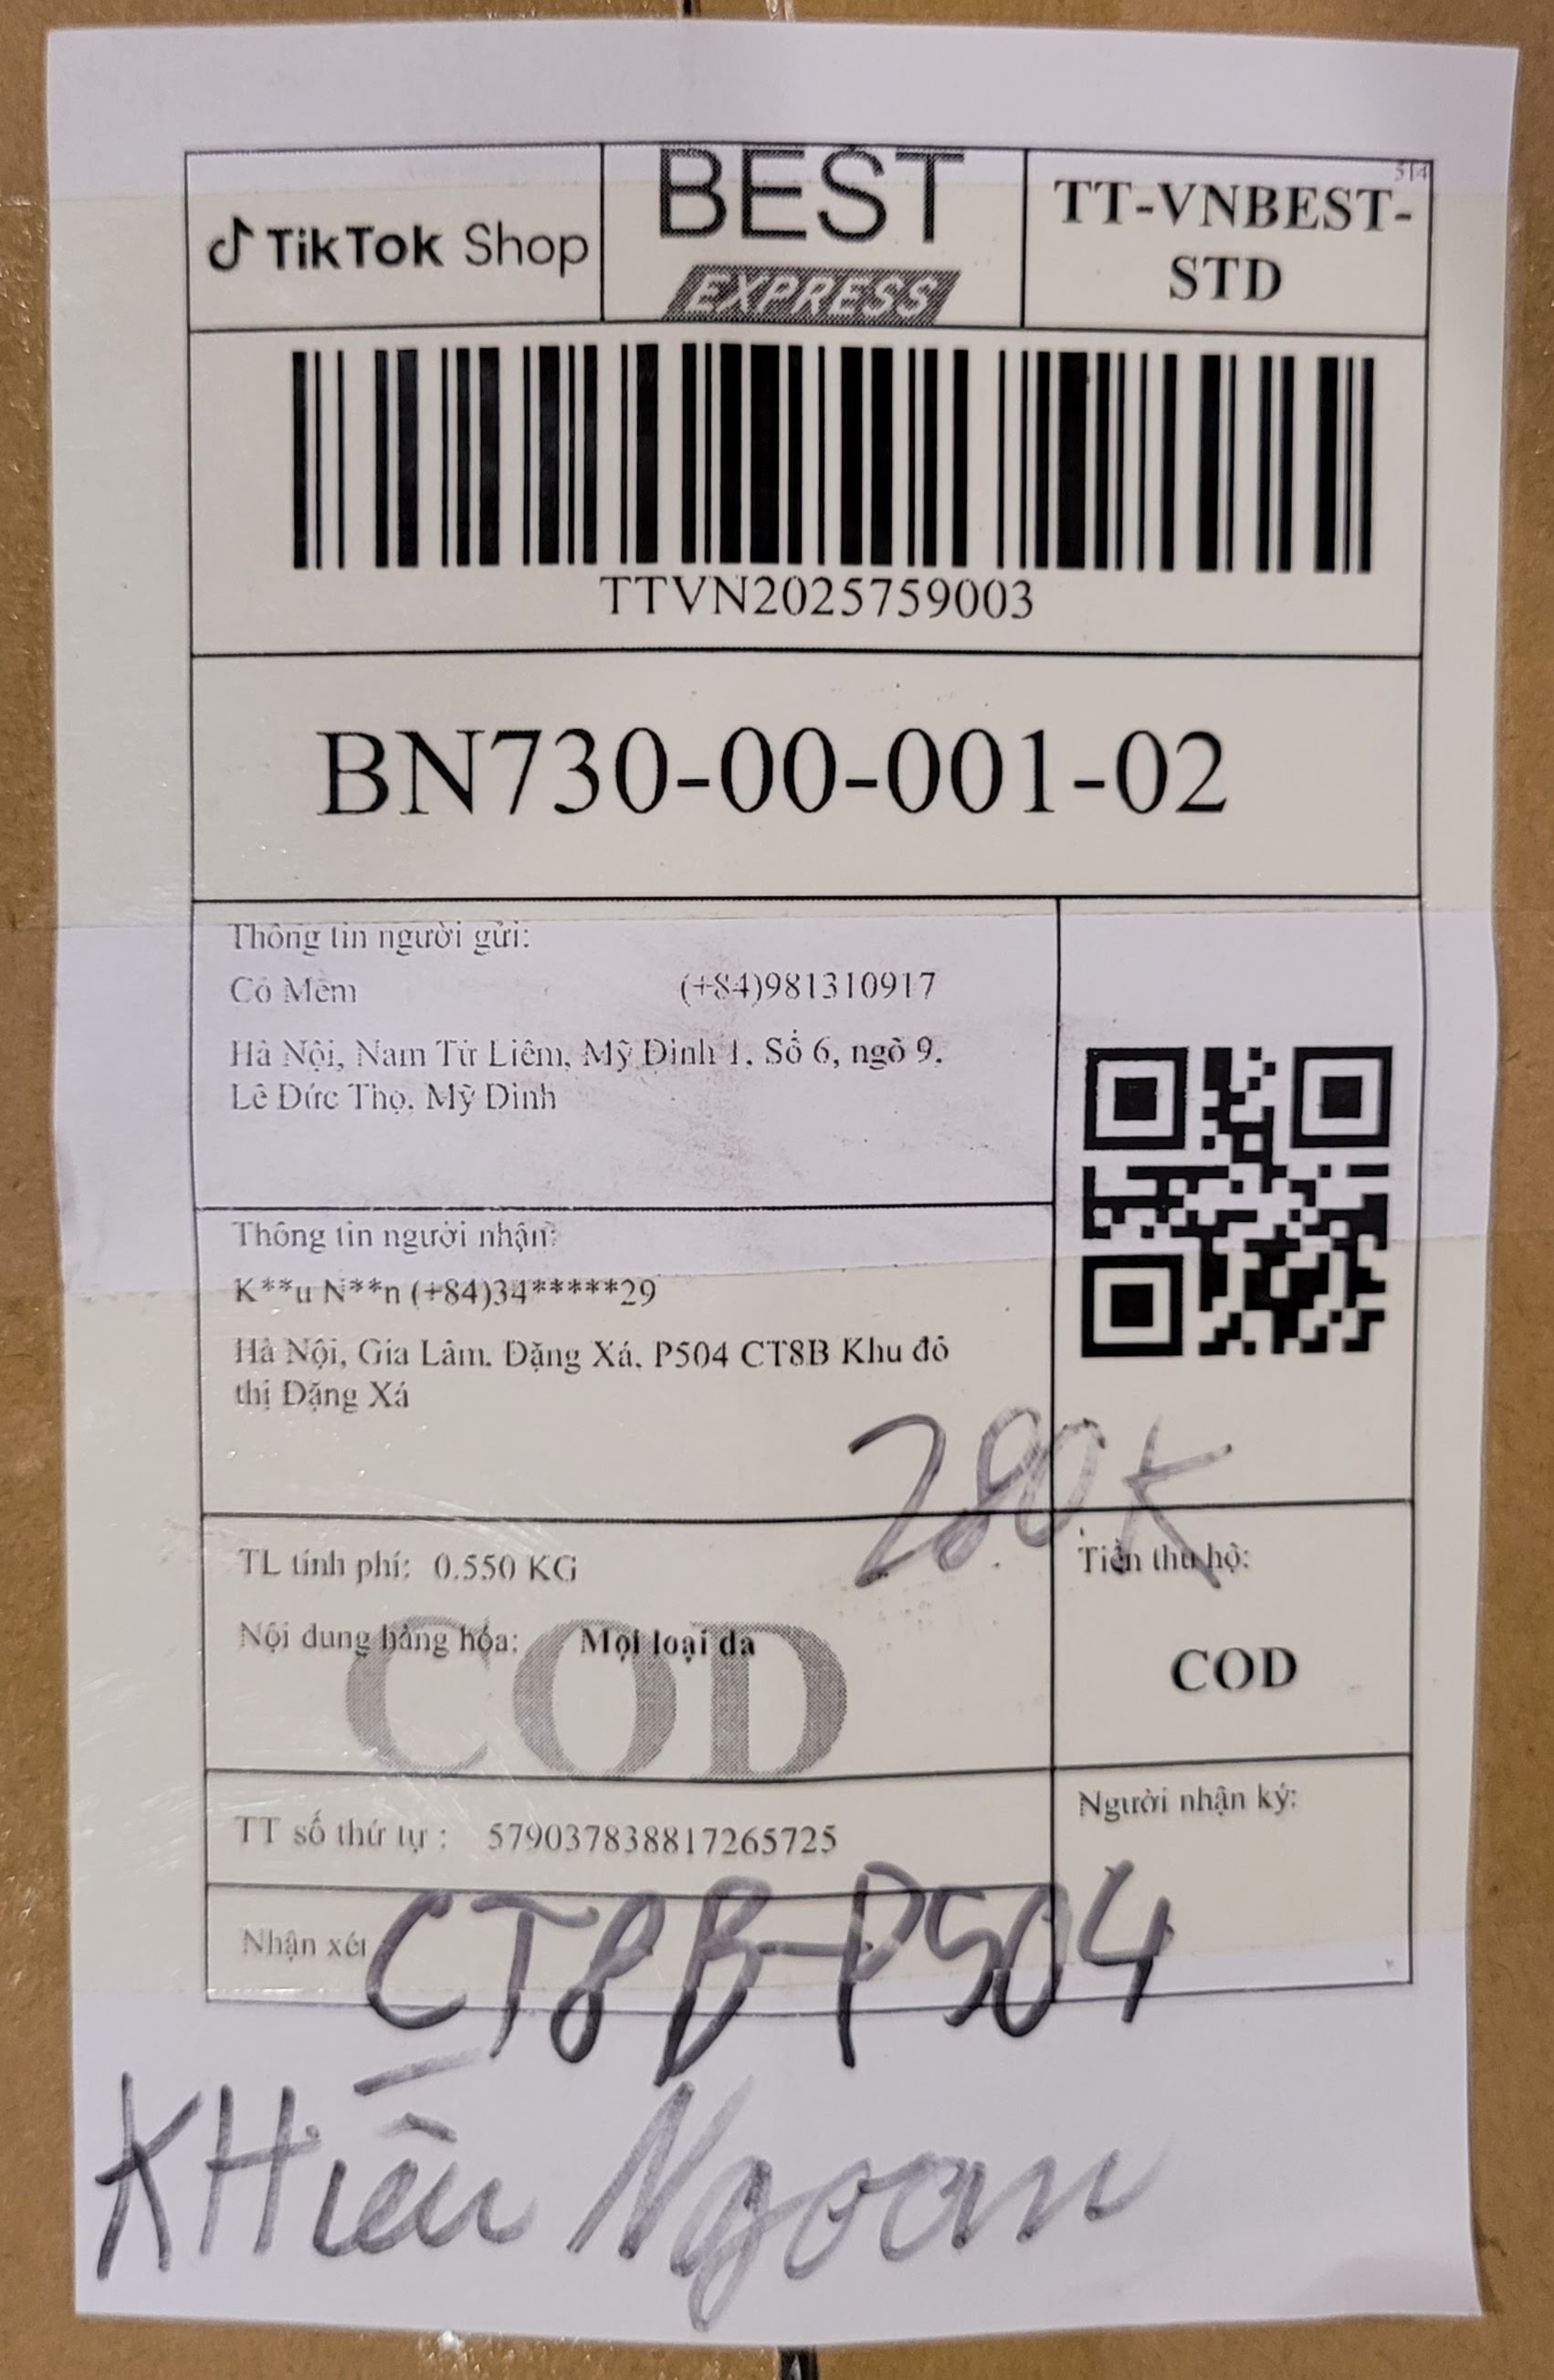 TikTok Shop
BEST
EXPRESS
514
TT-VNBEST-
STD
TTVN2025759003
BN730-00-001-02
Thông tin người gửi:
Cỏ Mềm (+84)981310917
Hà Nội, Nam Từ Liêm, Mỹ Đình 1, Số 6, ngõ 9,
Lê Đức Thọ, Mỹ Đình
Thông tin người nhận:
K**u N**n (+84)34*****29
Hà Nội, Gia Lâm, Đặng Xá, P504 CT8B Khu đô
thị Đặng Xá
280K
TL tính phí: 0.550 KG
Nội dung hàng hóa: Mọi loại da
COD
Tiền thu hộ:
COD
TT số thứ tự : 579037838817265725
Người nhận ký:
Nhận xét
CT8B-P504
KHiêu Ngoan